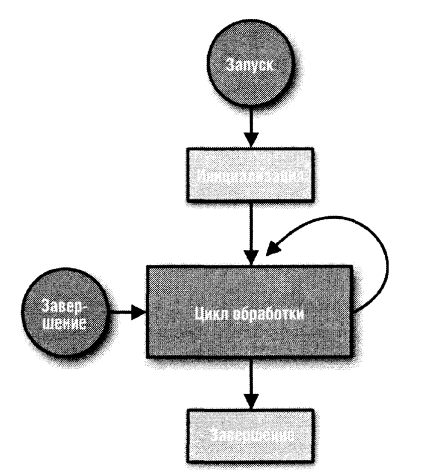 Запуск
Инициализация
Завер-
шение
Цикл обработки
Завершение